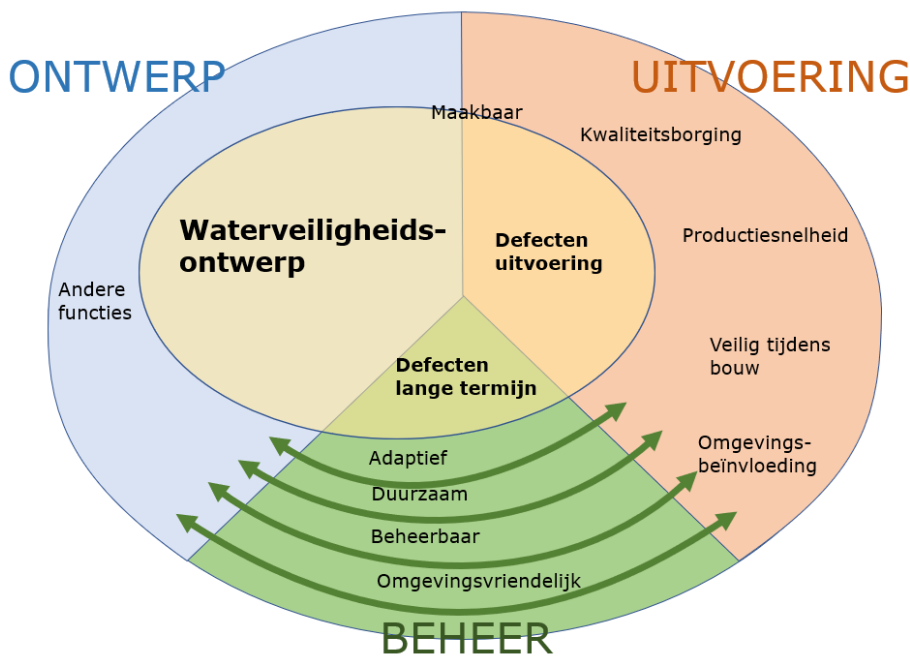 ONTWERP
UITVOERING
Maakbaar
Kwaliteitsborging
Waterveiligheids-
ontwerp
Defecten
uitvoering
Productiesnelheid
Andere
functies
Veilig tijdens
bouw
Defecten
lange termijn
Omgevings-
beïnvloeding
Adaptief
Duurzaam
Beheerbaar
Omgevingsvriendelijk
BEHEER